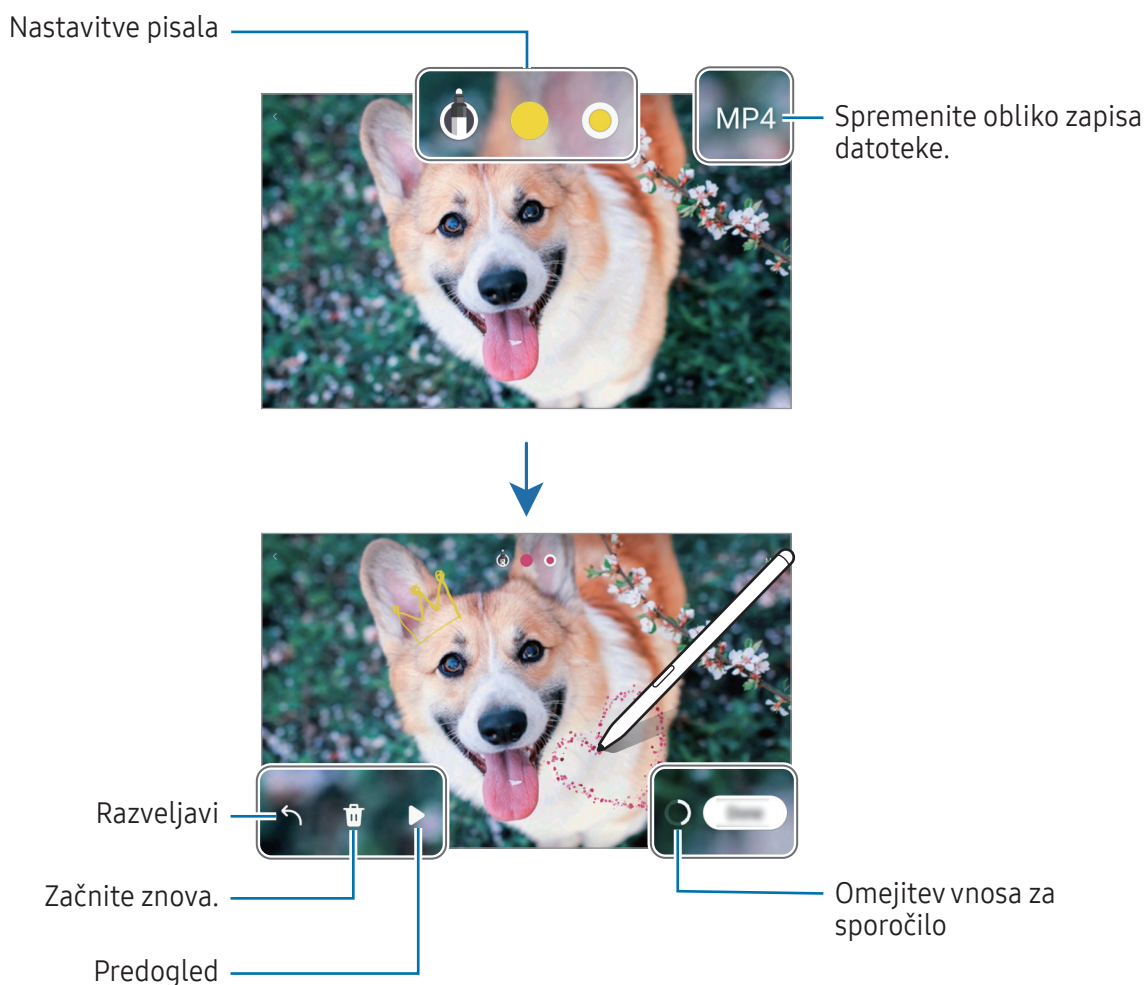 Nastavitve pisala
MP4
Spremenite obliko zapisa
datoteke.
Razveljavi
Začnite znova.
Predogled
Omejitev vnosa za
sporočilo